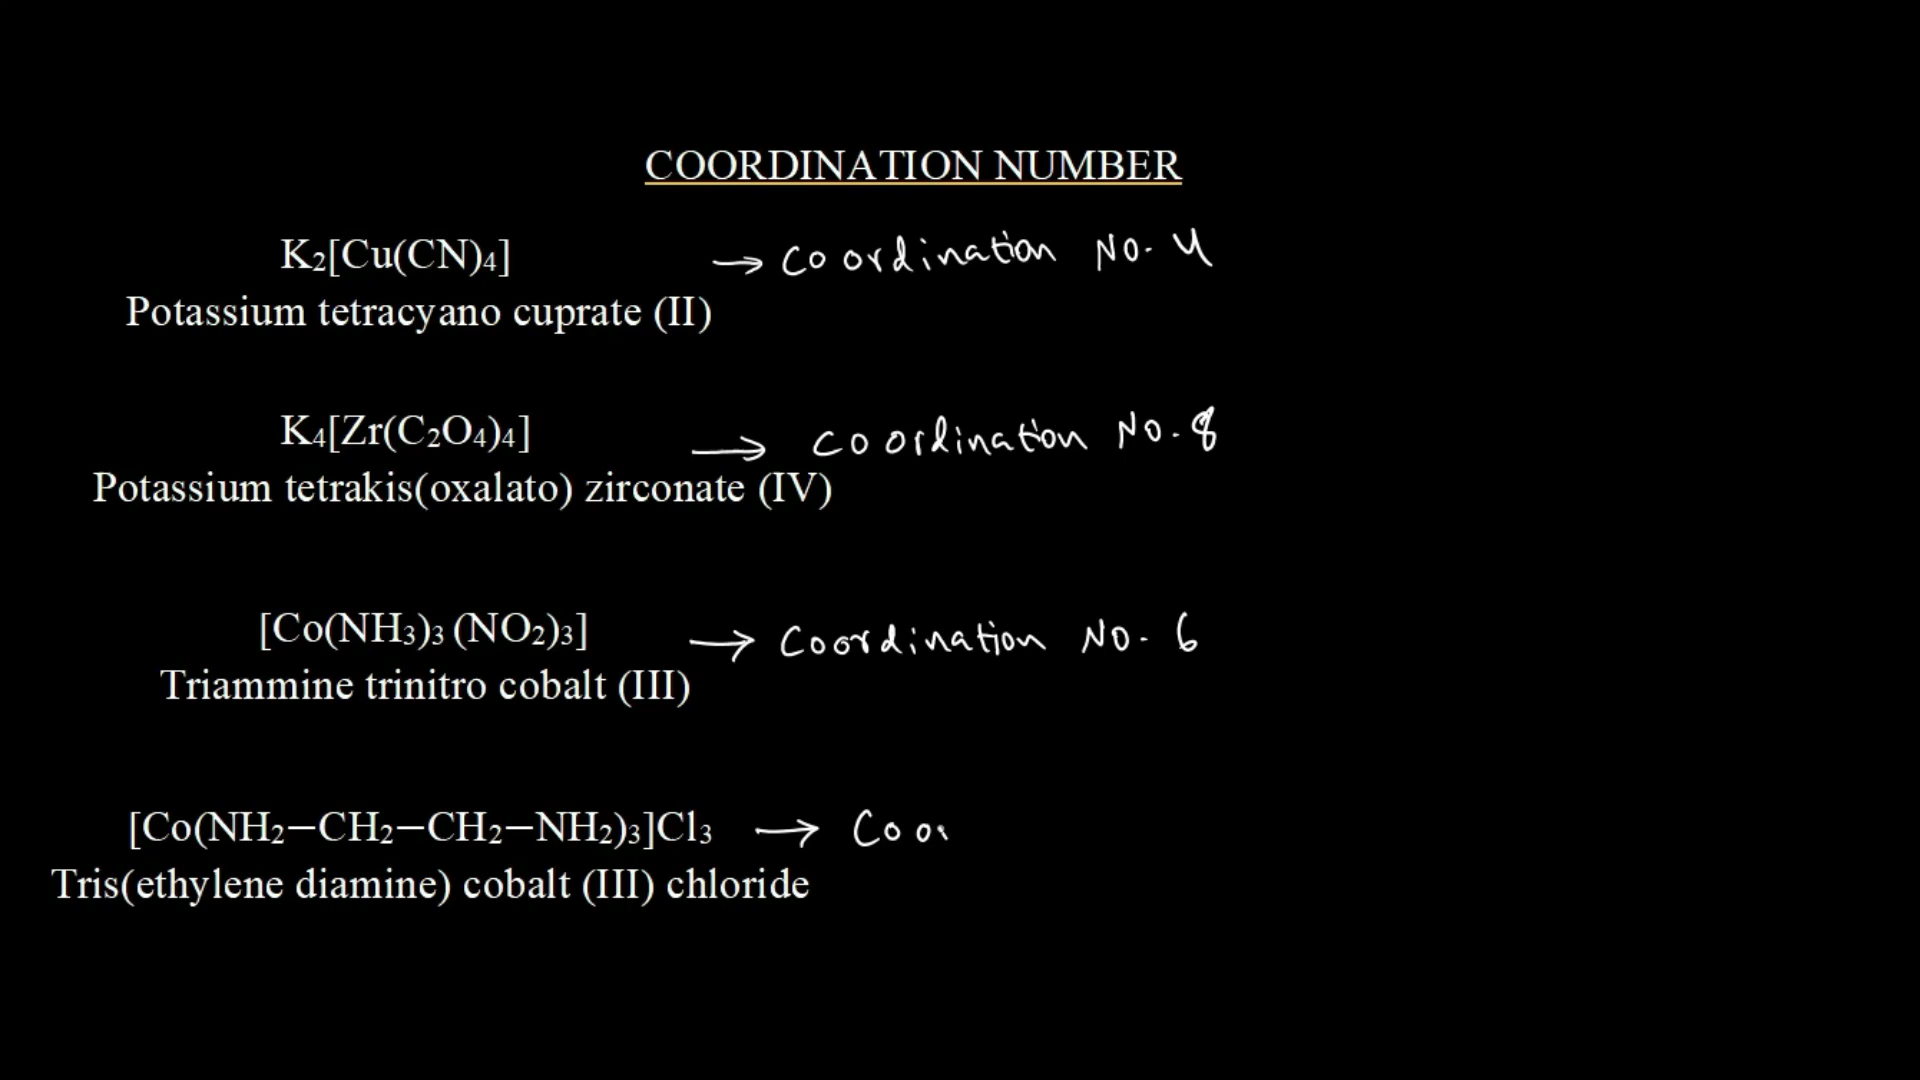 COORDINATION NUMBER
K₂[Cu(CN)₄] → Coordination No. 4
Potassium tetracyano cuprate (II)
K₄[Zr(C₂O₄)₄] → Coordination No. 8
Potassium tetrakis(oxalato) zirconate (IV)
[Co(NH₃)₃ (NO₂)₃] → Coordination No. 6
Triammine trinitro cobalt (III)
[Co(NH₂–CH₂–CH₂–NH₂)₃]Cl₃ → Coor
Tris(ethylene diamine) cobalt (III) chloride